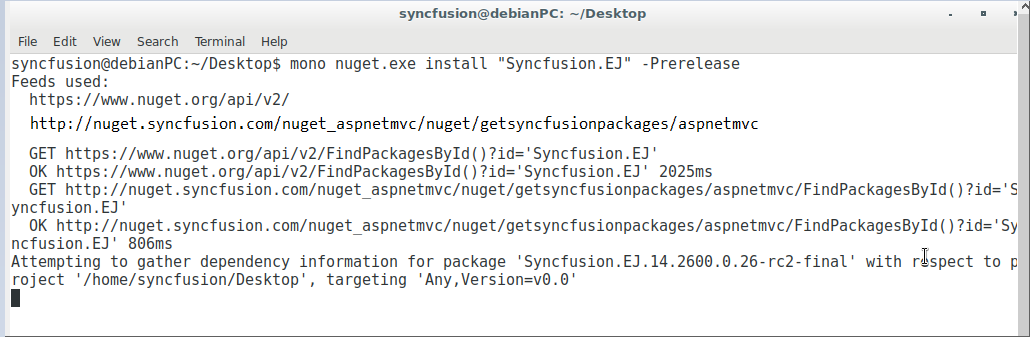 syncfusion@debianPC: ~/Desktop
File Edit View Search Terminal Help
syncfusion@debianPC:~/Desktop$ mono nuget.exe install "Syncfusion.EJ" -Prerelease
Feeds used:
https://www.nuget.org/api/v2/
http://nuget.syncfusion.com/nuget_aspnetmvc/nuget/getsyncfusionpackages/aspnetmvc
GET https://www.nuget.org/api/v2/FindPackagesById()?id='Syncfusion.EJ'
OK https://www.nuget.org/api/v2/FindPackagesById()?id='Syncfusion.EJ' 2025ms
GET http://nuget.syncfusion.com/nuget_aspnetmvc/nuget/getsyncfusionpackages/aspnetmvc/FindPackagesById()?id='S
yncfusion.EJ'
OK http://nuget.syncfusion.com/nuget_aspnetmvc/nuget/getsyncfusionpackages/aspnetmvc/FindPackagesById()?id='Sy
ncfusion.EJ' 806ms
Attempting to gather dependency information for package 'Syncfusion.EJ.14.2600.0.26-rc2-final' with respect to p
roject '/home/syncfusion/Desktop', targeting 'Any,Version=v0.0'